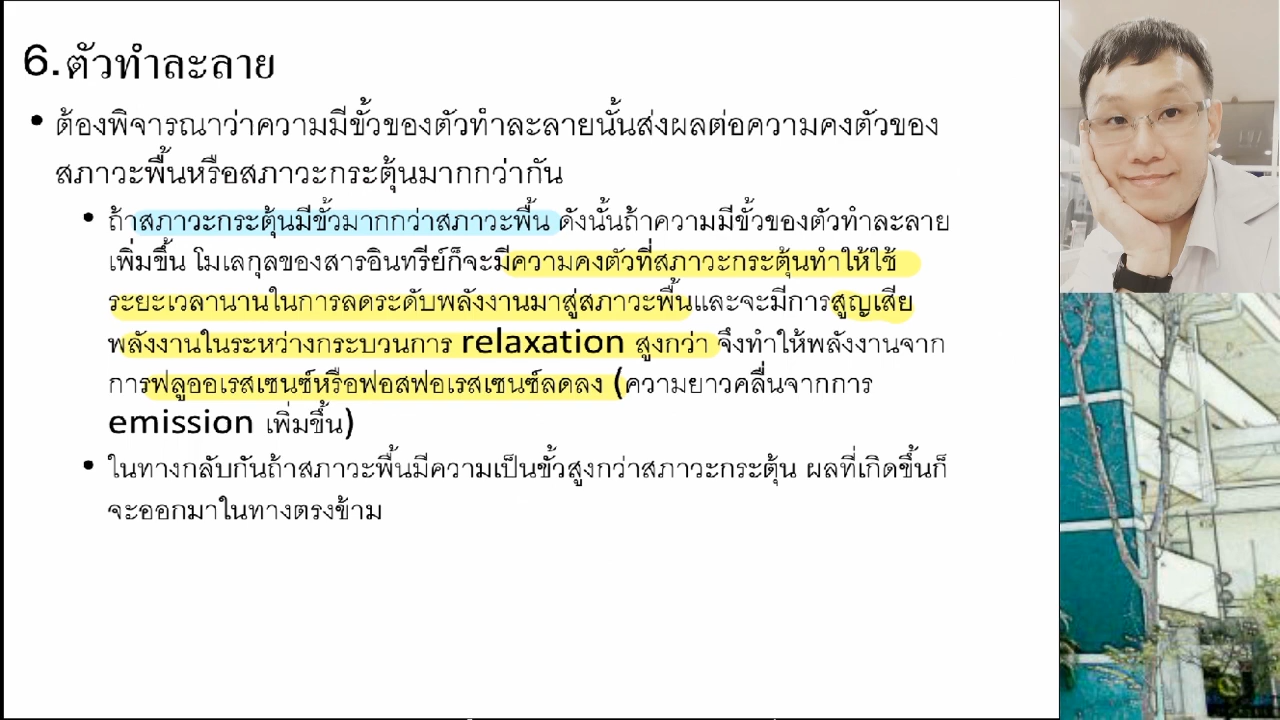 6.ตัวทำละลาย
• ต้องพิจารณาว่าความมีขั้วของตัวทำละลายนั้นส่งผลต่อความคงตัวของ
สภาวะพื้นหรือสภาวะกระตุ้นมากกว่ากัน
• ถ้าสภาวะกระตุ้นมีขั้วมากกว่าสภาวะพื้น ดังนั้นถ้าความมีขั้วของตัวทำละลาย
เพิ่มขึ้น โมเลกุลของสารอินทรีย์ก็จะมีความคงตัวที่สภาวะกระตุ้นทำให้ใช้
ระยะเวลานานในการลดระดับพลังงานมาสู่สภาวะพื้นและจะมีการสูญเสีย
พลังงานในระหว่างกระบวนการ relaxation สูงกว่า จึงทำให้พลังงานจาก
การฟลูออเรสเซนซ์หรือฟอสฟอเรสเซนซ์ลดลง (ความยาวคลื่นจากการ
emission เพิ่มขึ้น)
• ในทางกลับกันถ้าสภาวะพื้นมีความเป็นขั้วสูงกว่าสภาวะกระตุ้น ผลที่เกิดขึ้นก็
จะออกมาในทางตรงข้าม